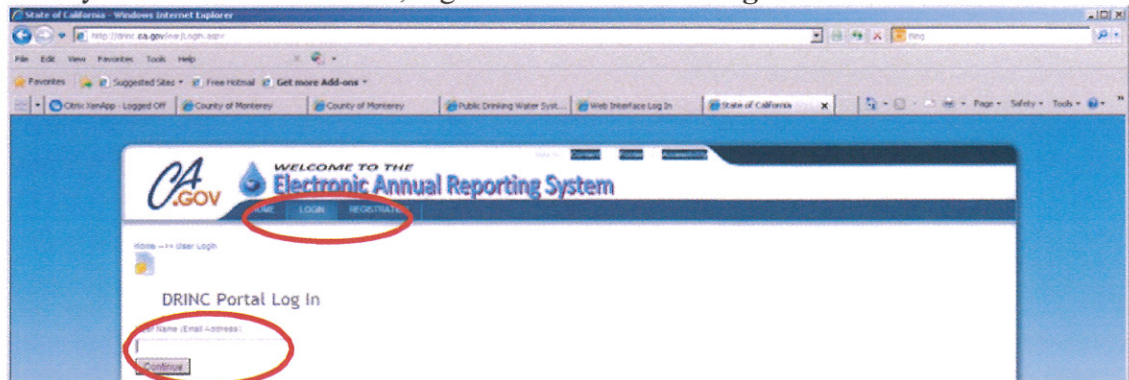 State of California - Windows Internet Explorer
File Edit View Favorites Tools Help
Favorites Suggested Sites Free Hotmail Get more Add-ons
Citrix XenApp - Logged Off County of Monterey County of Monterey Public Drinking Water Syst... Web Interface Log In State of California x Page Safety Tools
CA.GOV
WELCOME TO THE
Electronic Annual Reporting System
HOME LOGIN REGISTRATION
Home -->> User Login
DRINC Portal Log In
User Name (Email Address)
Continue